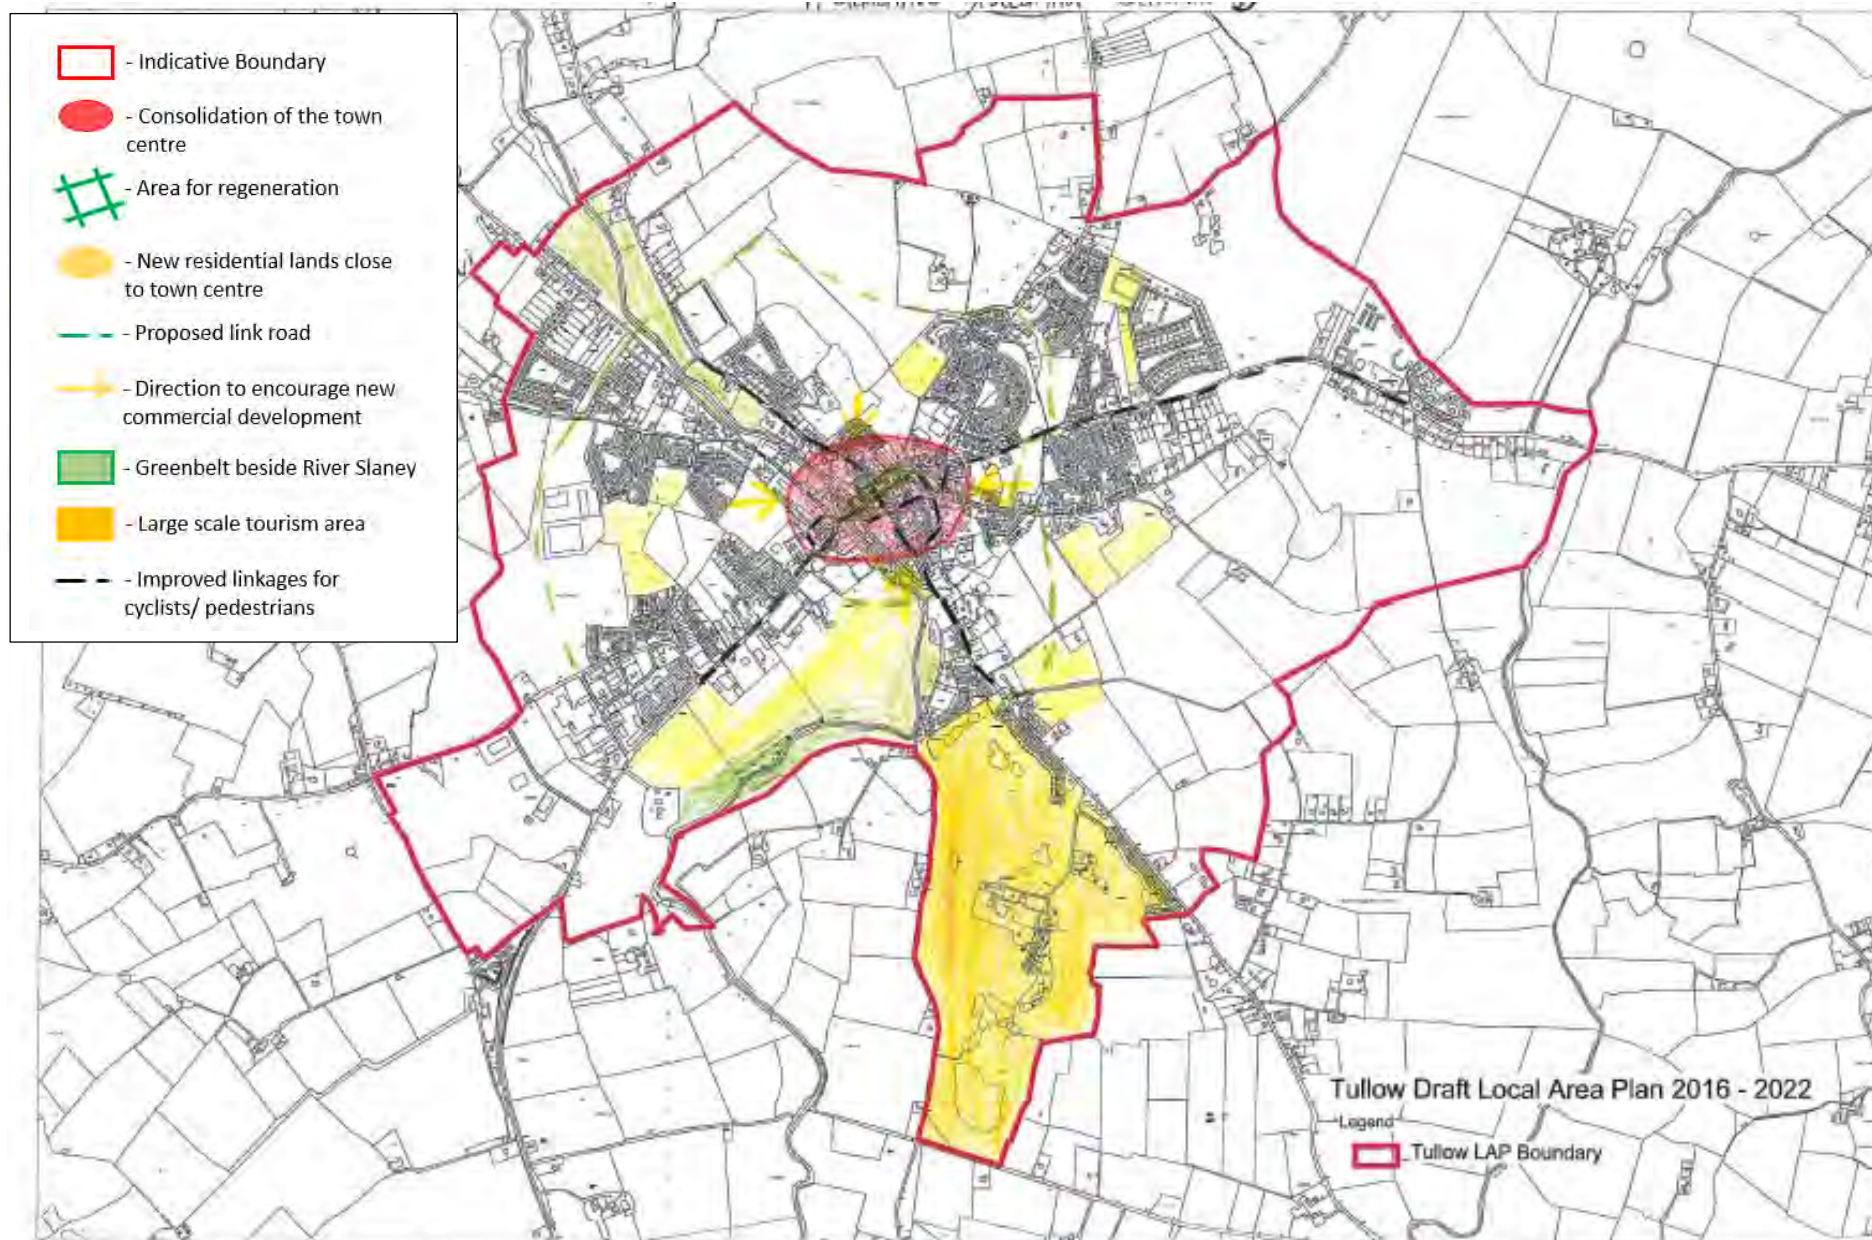 - Indicative Boundary
- Consolidation of the town
centre
- Area for regeneration
- New residential lands close
to town centre
- Proposed link road
- Direction to encourage new
commercial development
- Greenbelt beside River Slaney
- Large scale tourism area
- Improved linkages for
cyclists/ pedestrians
Tullow Draft Local Area Plan 2016 - 2022
Legend
Tullow LAP Boundary